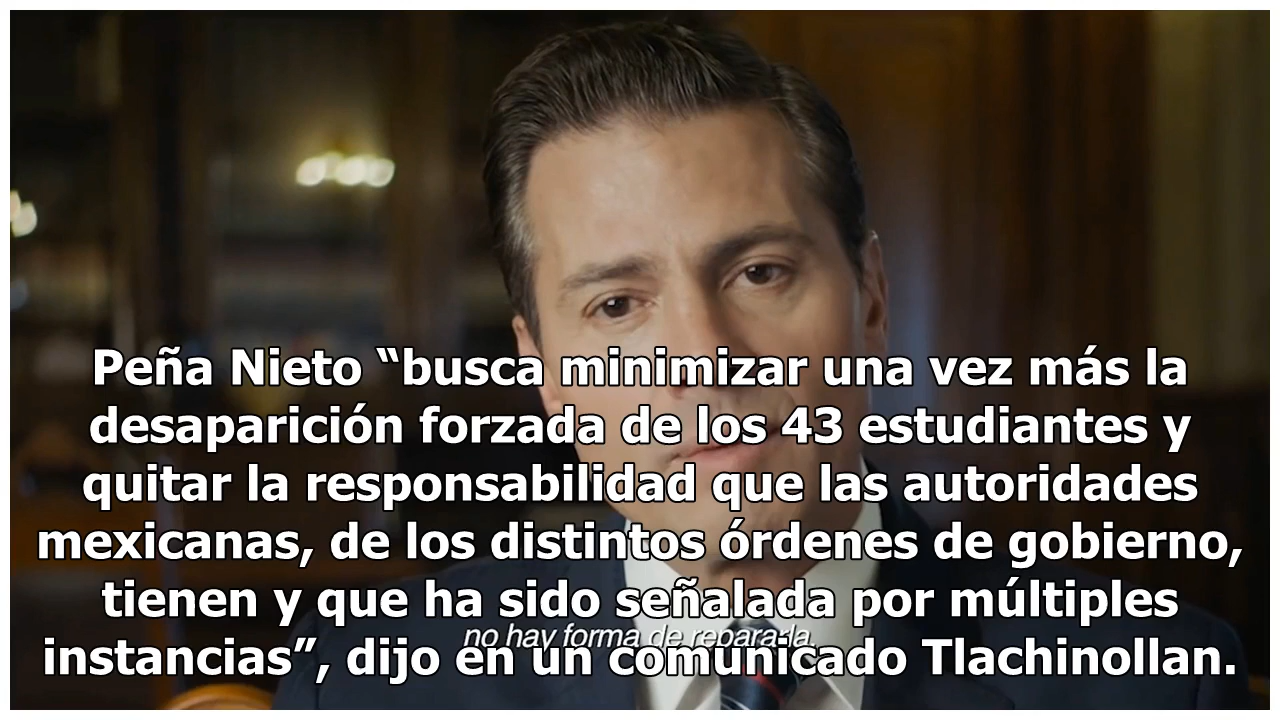 Peña Nieto “busca minimizar una vez más la
desaparición forzada de los 43 estudiantes y
quitar la responsabilidad que las autoridades
mexicanas, de los distintos órdenes de gobierno,
tienen y que ha sido señalada por múltiples
no hay forma de repararla.
instancias”, dijo en un comunicado Tlachinollan.